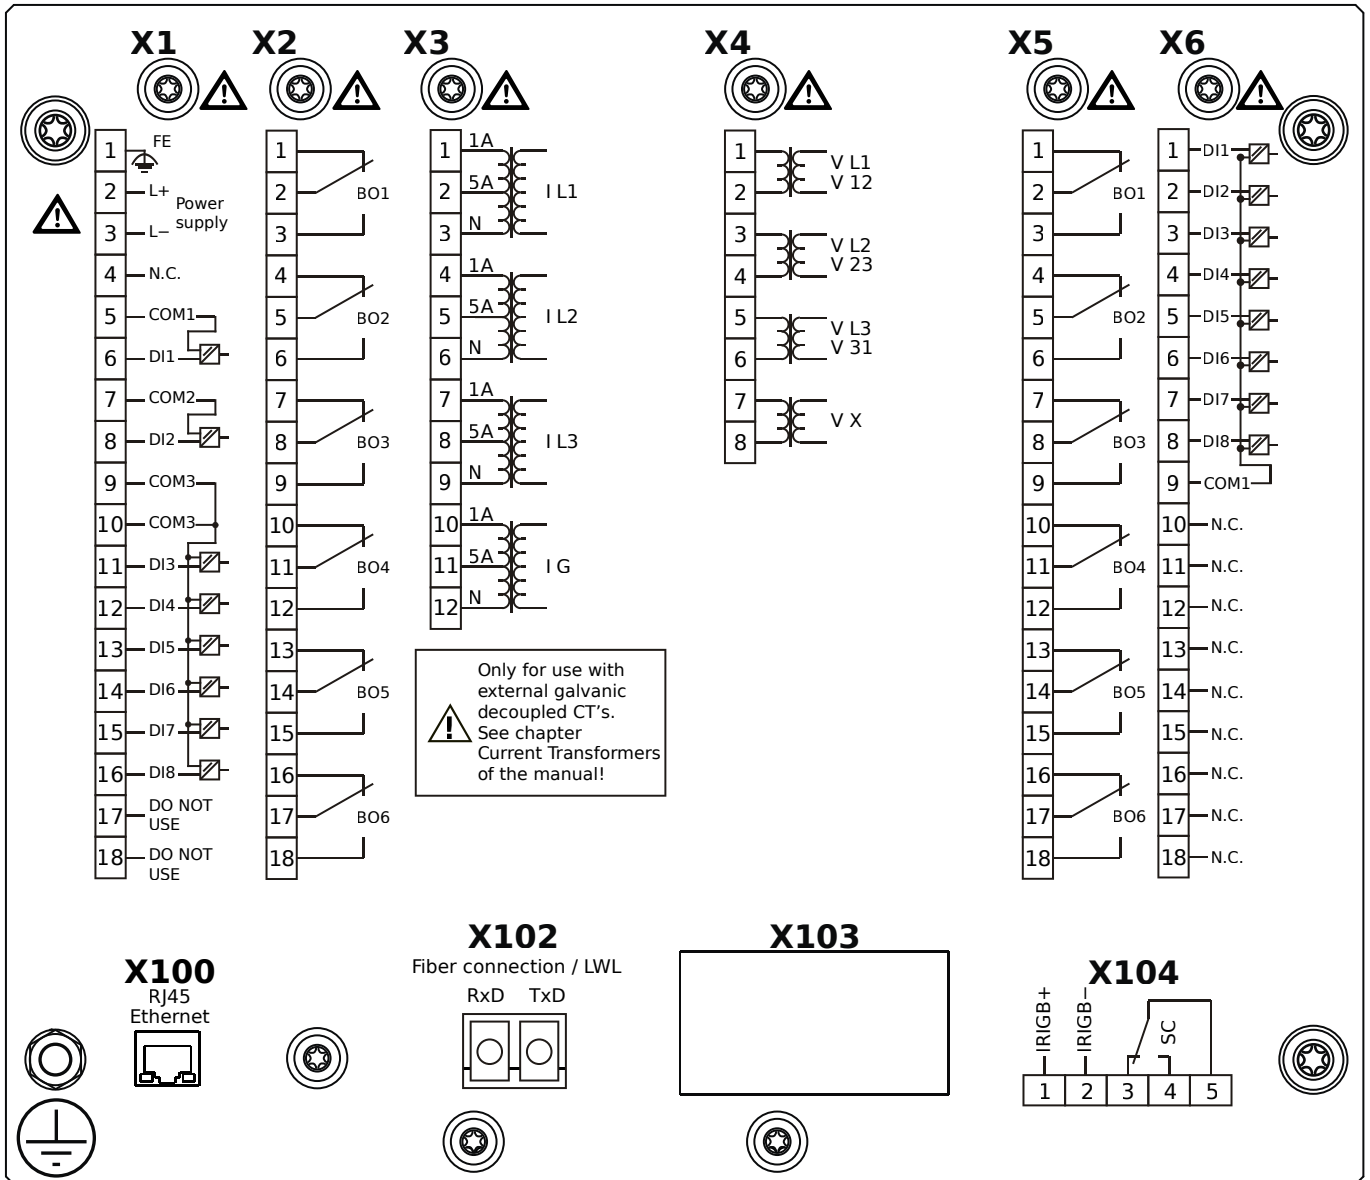 X1 X2 X3 X4 X5 X6
1 FE
2 L+
3 L−
Power
supply
4 N.C.
5 COM1
6 DI1
7 COM2
8 DI2
9 COM3
10 COM3
11 DI3
12 DI4
13 DI5
14 DI6
15 DI7
16 DI8
17 DO NOT
USE
18 DO NOT
USE
1
2 BO1
3
4
5 BO2
6
7
8 BO3
9
10
11 BO4
12
13
14 BO5
15
16
17 BO6
18
1 1A
2 5A I L1
3 N
4 1A
5 5A I L2
6 N
7 1A
8 5A I L3
9 N
10 1A
11 5A I G
12 N
Only for use with
external galvanic
decoupled CT's.
See chapter
Current Transformers
of the manual!
1 V L1
2 V 12
3 V L2
4 V 23
5 V L3
6 V 31
7 V X
8
1
2 BO1
3
4
5 BO2
6
7
8 BO3
9
10
11 BO4
12
13
14 BO5
15
16
17 BO6
18
1 DI1
2 DI2
3 DI3
4 DI4
5 DI5
6 DI6
7 DI7
8 DI8
9 COM1
10 N.C.
11 N.C.
12 N.C.
13 N.C.
14 N.C.
15 N.C.
16 N.C.
17 N.C.
18 N.C.
X100
RJ45
Ethernet
X102
Fiber connection / LWL
RxD TxD
X103
X104
IRIGB+
IRIGB−
SC
1 2 3 4 5